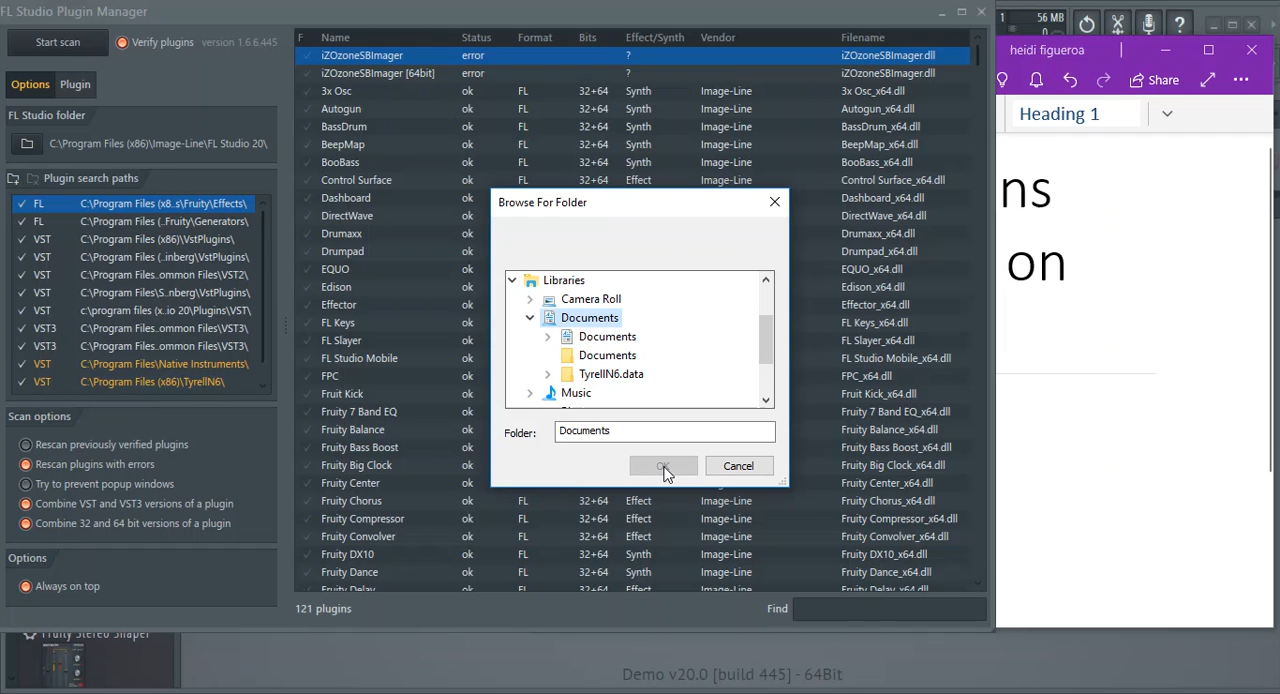 FL Studio Plugin Manager
Start scan
Verify plugins version 1.6.6.445
Options Plugin
FL Studio folder
C:\Program Files (x86)\Image-Line\FL Studio 20\
Plugin search paths
FL C:\Program Files (x8..s\Fruity\Effects\
FL C:\Program Files (..Fruity\Generators\
VST C:\Program Files (x86)\VstPlugins\
VST C:\Program Files (..inberg\VstPlugins\
VST C:\Program Files..ommon Files\VST2\
VST C:\Program Files\S..nberg\VstPlugins\
VST c:\Program files (x..io 20\Plugins\VST\
VST3 C:\Program Files..ommon Files\VST3\
VST3 C:\Program Files..ommon Files\VST3\
VST C:\Program Files\Native Instruments\
VST C:\Program Files (x86)\TyrellN6\
Scan options
Rescan previously verified plugins
Rescan plugins with errors
Try to prevent popup windows
Combine VST and VST3 versions of a plugin
Combine 32 and 64 bit versions of a plugin
Options
Always on top
F Name Status Format Bits Effect/Synth Vendor Filename
iZOzoneSBImager error ? iZOzoneSBImager.dll
iZOzoneSBImager [64bit] error ? iZOzoneSBImager.dll
3x Osc ok FL 32+64 Synth Image-Line 3x Osc_x64.dll
Autogun ok FL 32+64 Synth Image-Line Autogun_x64.dll
BassDrum ok FL 32+64 Synth Image-Line BassDrum_x64.dll
BeepMap ok FL 32+64 Synth Image-Line BeepMap_x64.dll
BooBass ok FL 32+64 Synth Image-Line BooBass_x64.dll
Control Surface ok FL 32+64 Effect Image-Line Control Surface_x64.dll
Dashboard ok Dashboard_x64.dll
DirectWave ok DirectWave_x64.dll
Drumaxx ok Drumaxx_x64.dll
Drumpad ok Drumpad_x64.dll
EQUO ok EQUO_x64.dll
Edison ok Edison_x64.dll
Effector ok Effector_x64.dll
FL Keys ok FL Keys_x64.dll
FL Slayer ok FL Slayer_x64.dll
FL Studio Mobile ok FL Studio Mobile_x64.dll
FPC ok FPC_x64.dll
Fruit Kick ok Fruit Kick_x64.dll
Fruity 7 Band EQ ok Fruity 7 Band EQ_x64.dll
Fruity Balance ok Fruity Balance_x64.dll
Fruity Bass Boost ok Fruity Bass Boost_x64.dll
Fruity Big Clock ok Fruity Big Clock_x64.dll
Fruity Center ok Fruity Center_x64.dll
Fruity Chorus ok FL 32+64 Effect Image-Line Fruity Chorus_x64.dll
Fruity Compressor ok FL 32+64 Effect Image-Line Fruity Compressor_x64.dll
Fruity Convolver ok FL 32+64 Effect Image-Line Fruity Convolver_x64.dll
Fruity DX10 ok FL 32+64 Synth Image-Line Fruity DX10_x64.dll
Fruity Dance ok FL 32+64 Synth Image-Line Fruity Dance_x64.dll
Fruity Delay ok FL 32+64 Effect Image-Line
121 plugins Find
Browse For Folder
Libraries
Camera Roll
Documents
Documents
Documents
TyrellN6.data
Music
Folder: Documents
OK Cancel
1 56 MB ?
heidi figueroa
Share
Heading 1
ns
on
Fruity Stereo Shaper
Demo v20.0 [build 445] - 64Bit